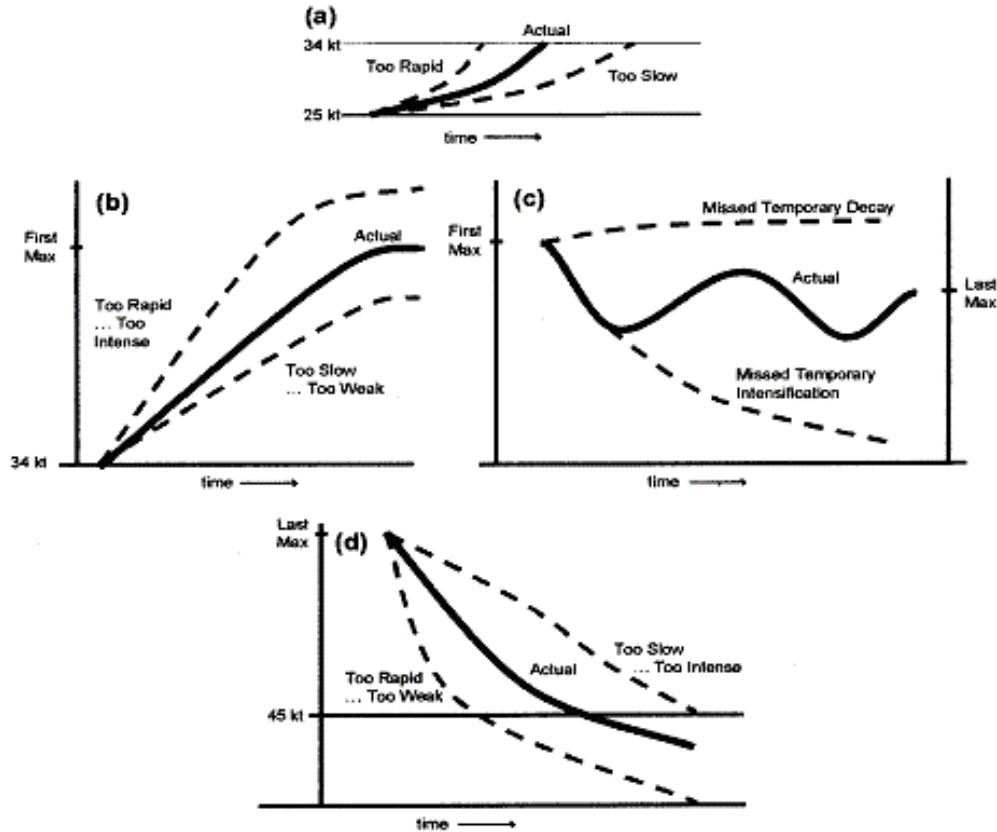 (a)
Actual
34 kt
Too Rapid
Too Slow
25 kt
time
(b)
First
Max
Actual
Too Rapid
... Too
Intense
Too Slow
... Too Weak
34 kt
time
(c)
Missed Temporary Decay
First
Max
Actual
Last
Max
Missed Temporary
Intensification
time
Last
Max
(d)
Too Slow
... Too Intense
Actual
Too Rapid
... Too Weak
45 kt
time